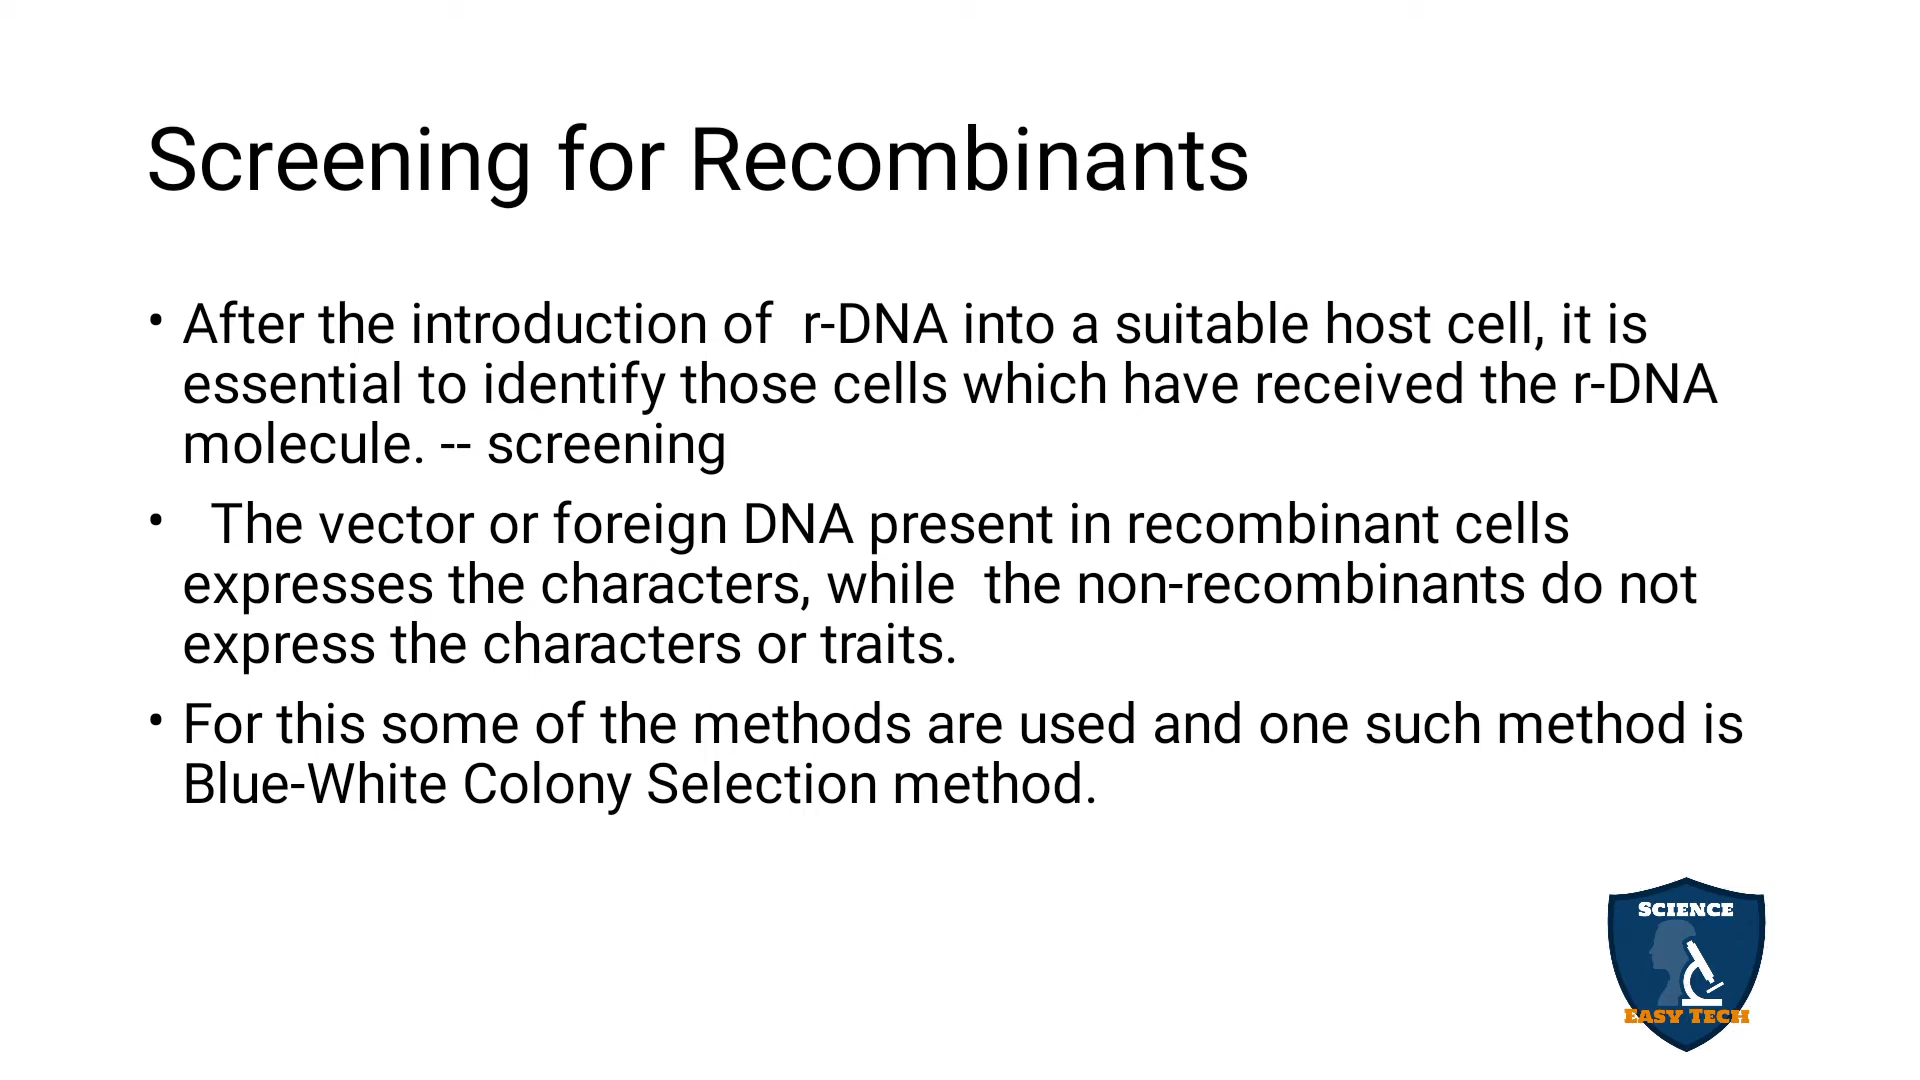 Screening for Recombinants
• After the introduction of  r-DNA into a suitable host cell, it is
essential to identify those cells which have received the r-DNA
molecule. -- screening
•  The vector or foreign DNA present in recombinant cells
expresses the characters, while  the non-recombinants do not
express the characters or traits.
• For this some of the methods are used and one such method is
Blue-White Colony Selection method.
SCIENCE
EASY TECH